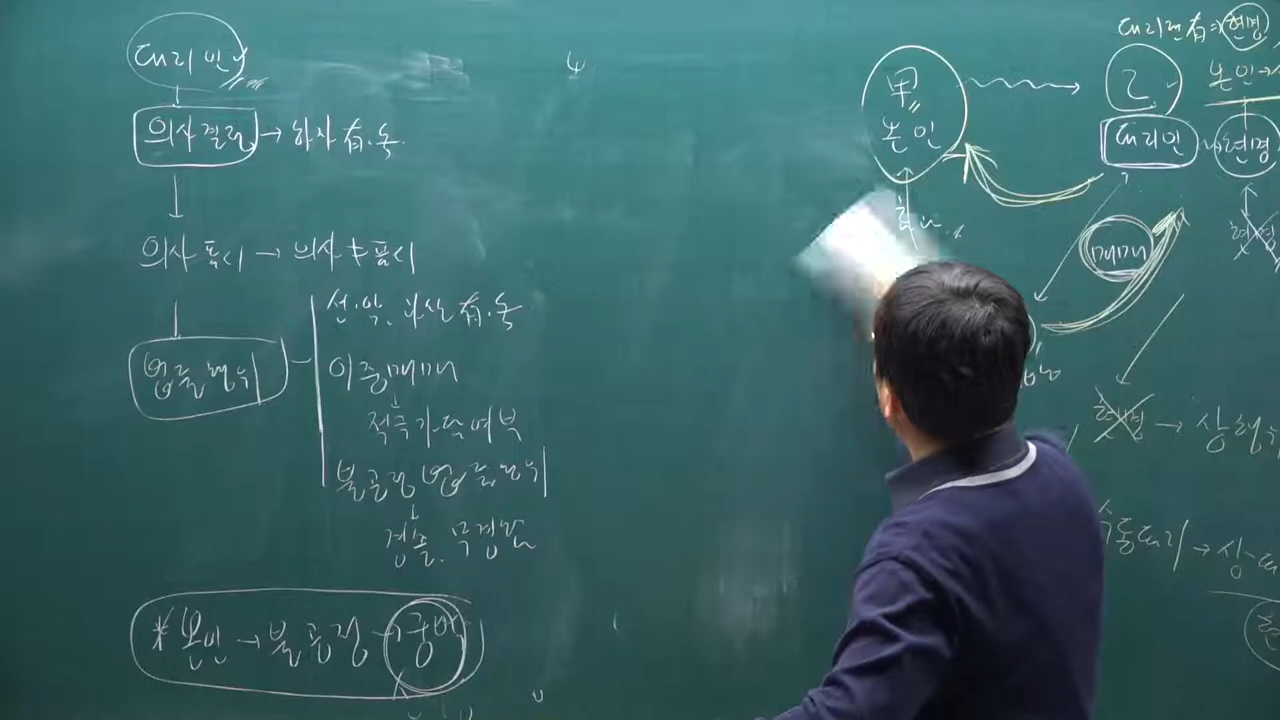 대리인
의사결정 → 하자 有.무
의사표시 → 의사≠표시
법률행위
선.악, 과실 有.무
이중매매
적극가담여부
불공정 법률행위
경솔. 무경험
* 본인 → 불공정 궁박
대리권 有 → 현명
甲
본인
乙
대리인
현명
본인 →
매매
현명 → 상
수동대리 → 상